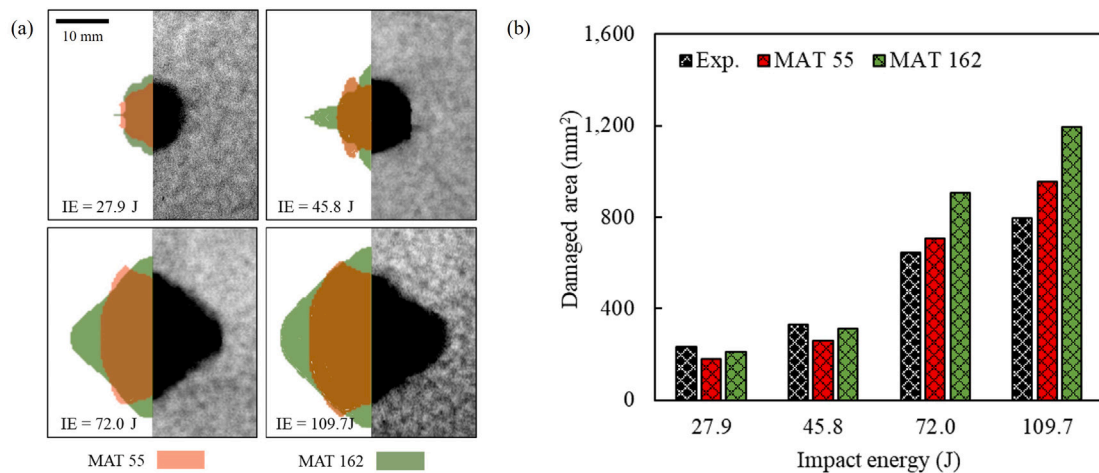 (a)
10 mm
IE = 27.9 J
IE = 45.8 J
IE = 72.0 J
IE = 109.7J
MAT 55
MAT 162
(b)
1,600
1,200
800
400
0
Damaged area (mm²)
Exp.
MAT 55
MAT 162
27.9
45.8
72.0
109.7
Impact energy (J)